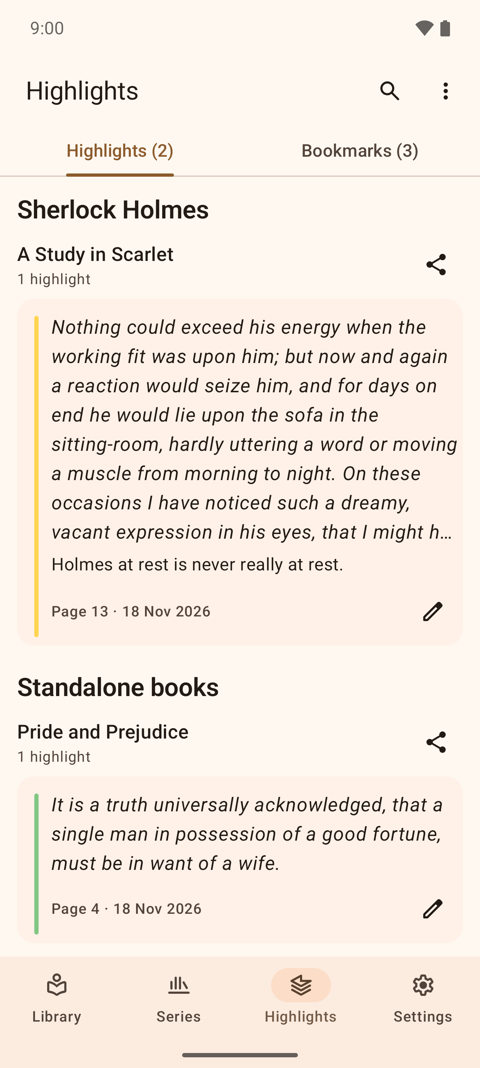 9:00
Highlights
Highlights (2)
Bookmarks (3)
Sherlock Holmes
A Study in Scarlet
1 highlight
Nothing could exceed his energy when the
working fit was upon him; but now and again
a reaction would seize him, and for days on
end he would lie upon the sofa in the
sitting-room, hardly uttering a word or moving
a muscle from morning to night. On these
occasions I have noticed such a dreamy,
vacant expression in his eyes, that I might h…
Holmes at rest is never really at rest.
Page 13 · 18 Nov 2026
Standalone books
Pride and Prejudice
1 highlight
It is a truth universally acknowledged, that a
single man in possession of a good fortune,
must be in want of a wife.
Page 4 · 18 Nov 2026
Library
Series
Highlights
Settings